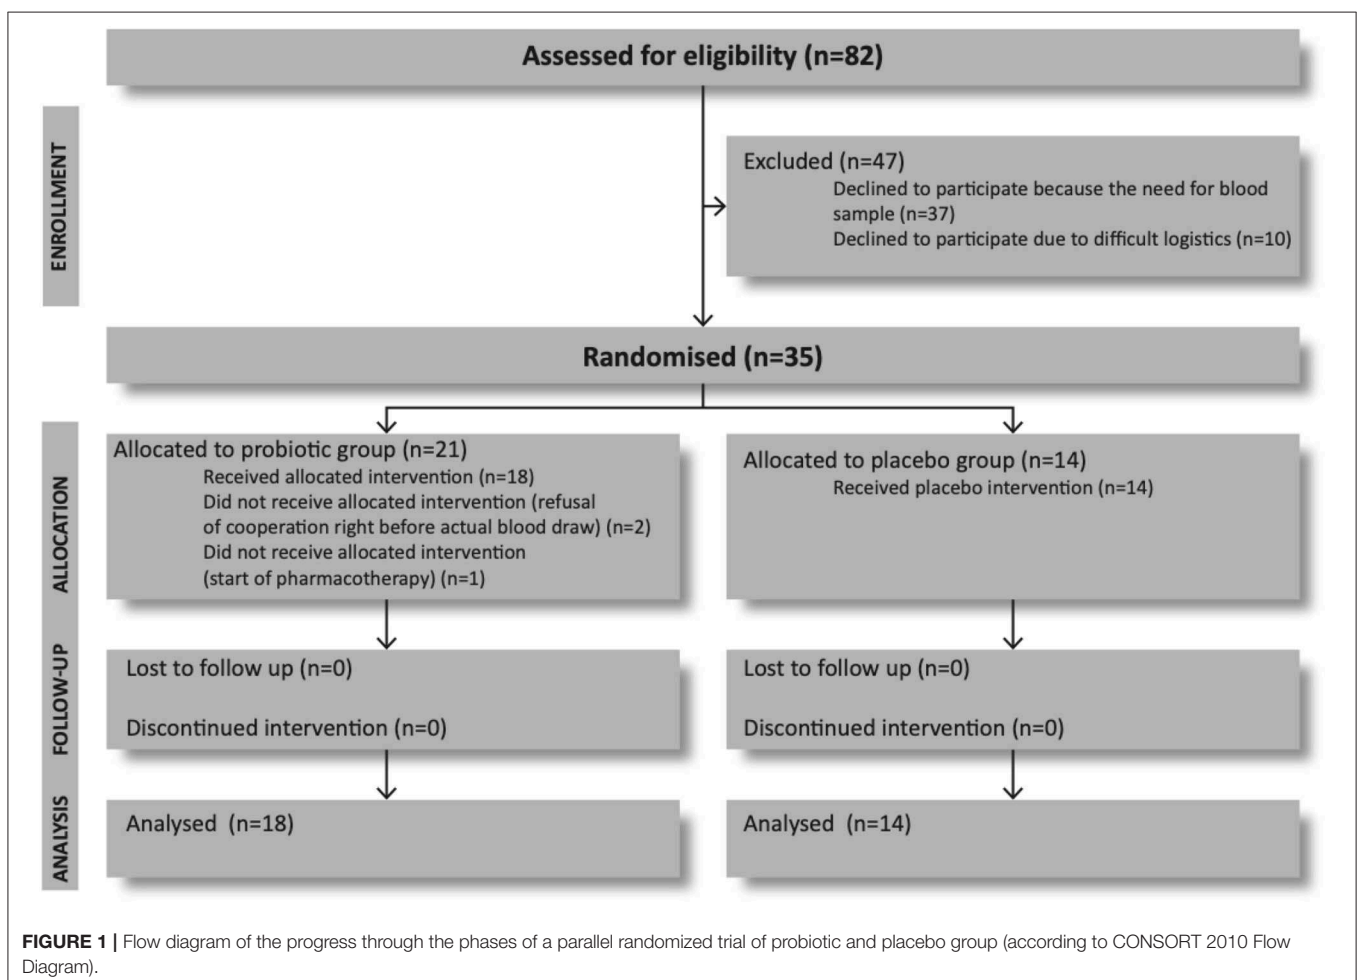 Assessed for eligibility (n=82)
ENROLLMENT
Excluded (n=47)
Declined to participate because the need for blood
sample (n=37)
Declined to participate due to difficult logistics (n=10)
Randomised (n=35)
ALLOCATION
Allocated to probiotic group (n=21)
Received allocated intervention (n=18)
Did not receive allocated intervention (refusal
of cooperation right before actual blood draw) (n=2)
Did not receive allocated intervention
(start of pharmacotherapy) (n=1)
Allocated to placebo group (n=14)
Received placebo intervention (n=14)
FOLLOW-UP
Lost to follow up (n=0)
Discontinued intervention (n=0)
Lost to follow up (n=0)
Discontinued intervention (n=0)
ANALYSIS
Analysed (n=18)
Analysed (n=14)
FIGURE 1 | Flow diagram of the progress through the phases of a parallel randomized trial of probiotic and placebo group (according to CONSORT 2010 Flow
Diagram).